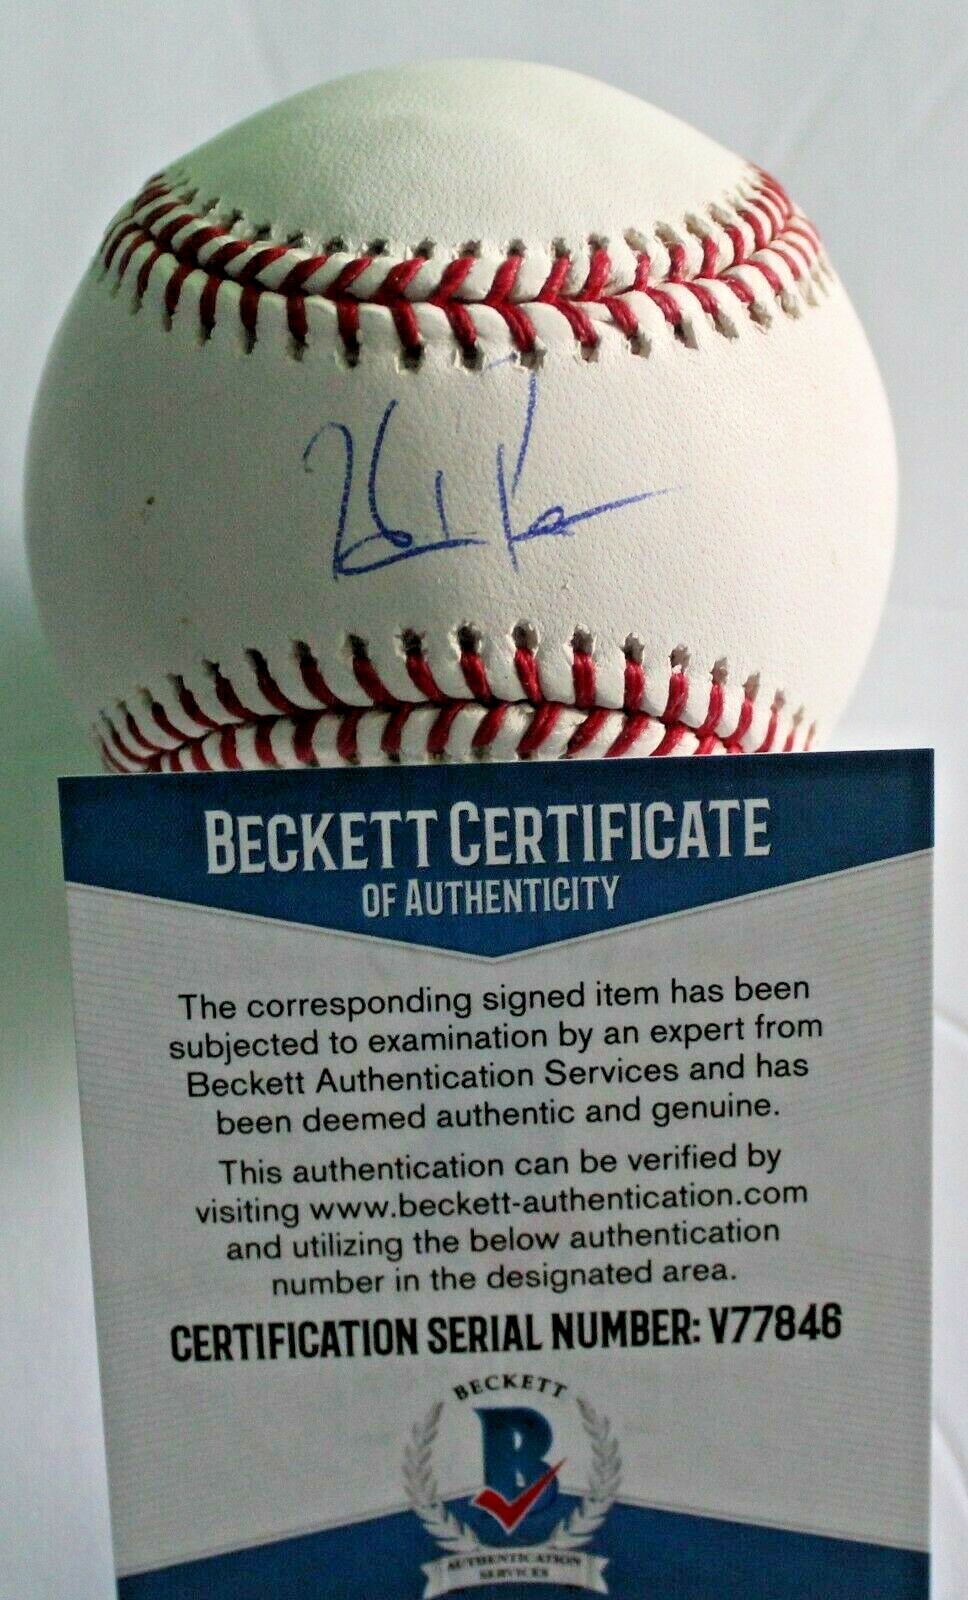 BECKETT CERTIFICATE
OF AUTHENTICITY
The corresponding signed item has been
subjected to examination by an expert from
Beckett Authentication Services and has
been deemed authentic and genuine.
This authentication can be verified by
visiting www.beckett-authentication.com
and utilizing the below authentication
number in the designated area.
CERTIFICATION SERIAL NUMBER: V77846
BECKETT
B
AUTHENTICATION
SERVICES